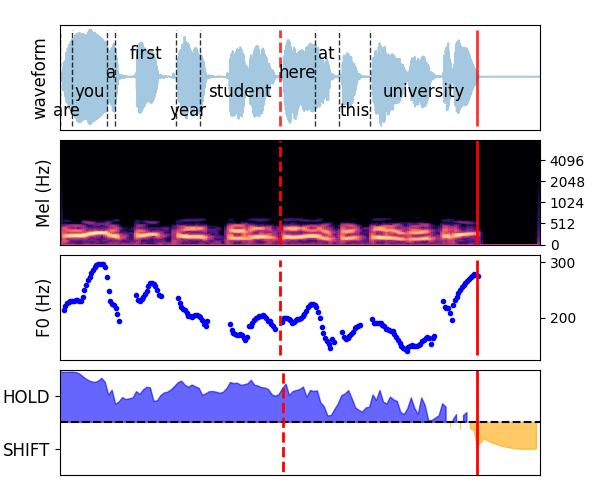 waveform
are you a first year student here at this university
Mel (Hz)
4096
2048
1024
512
0
F0 (Hz)
300
200
HOLD
SHIFT